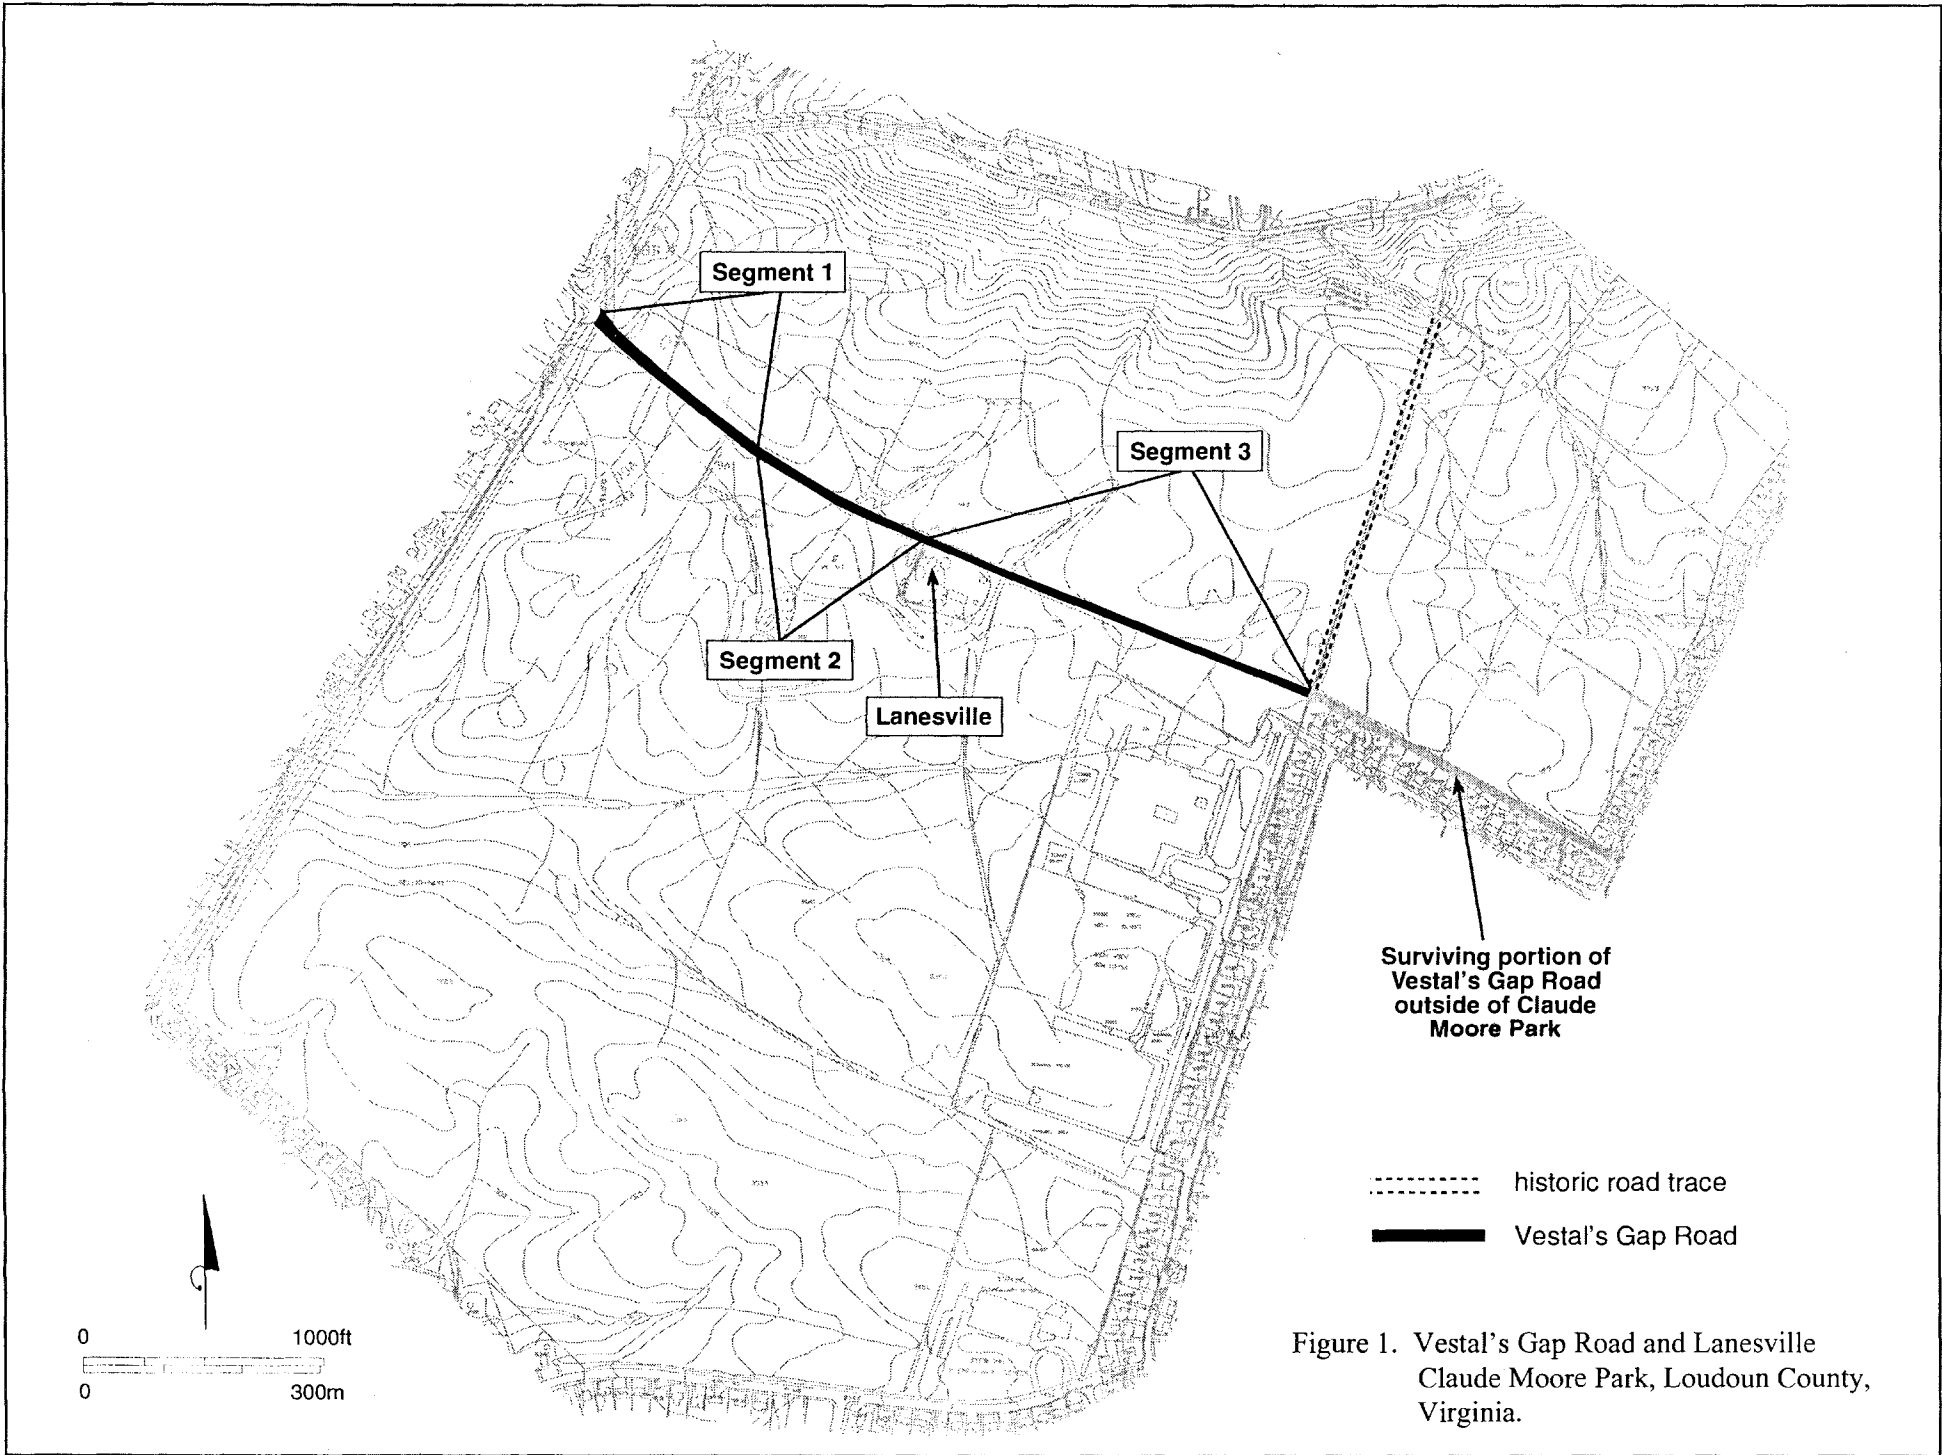 Segment 1
Segment 3
Segment 2
Lanesville
Surviving portion of
Vestal's Gap Road
outside of Claude
Moore Park
historic road trace
Vestal's Gap Road
0 1000ft
0 300m
Figure 1. Vestal's Gap Road and Lanesville
Claude Moore Park, Loudoun County,
Virginia.